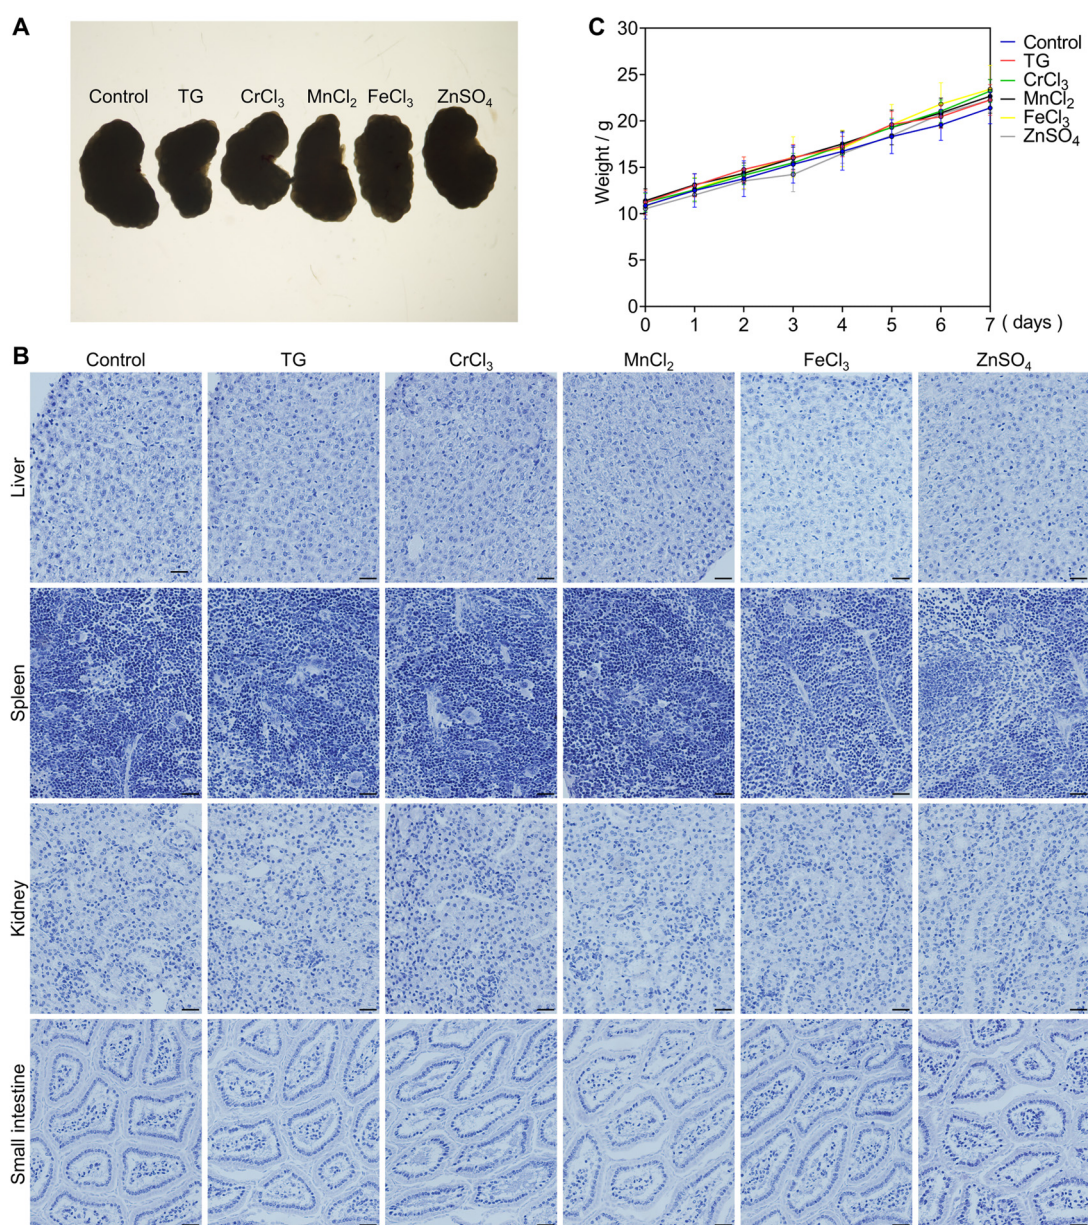 A
Control TG CrCl₃ MnCl₂ FeCl₃ ZnSO₄
C
Weight / g
30
25
20
15
10
5
0
0 1 2 3 4 5 6 7 ( days )
Control
TG
CrCl₃
MnCl₂
FeCl₃
ZnSO₄
B
Control TG CrCl₃ MnCl₂ FeCl₃ ZnSO₄
Liver
Spleen
Kidney
Small intestine